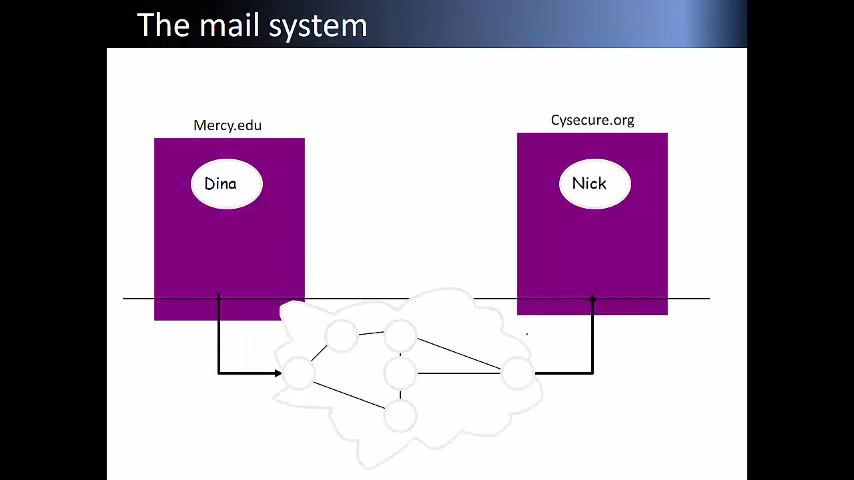 The mail system
Mercy.edu
Cysecure.org
Dina
Nick